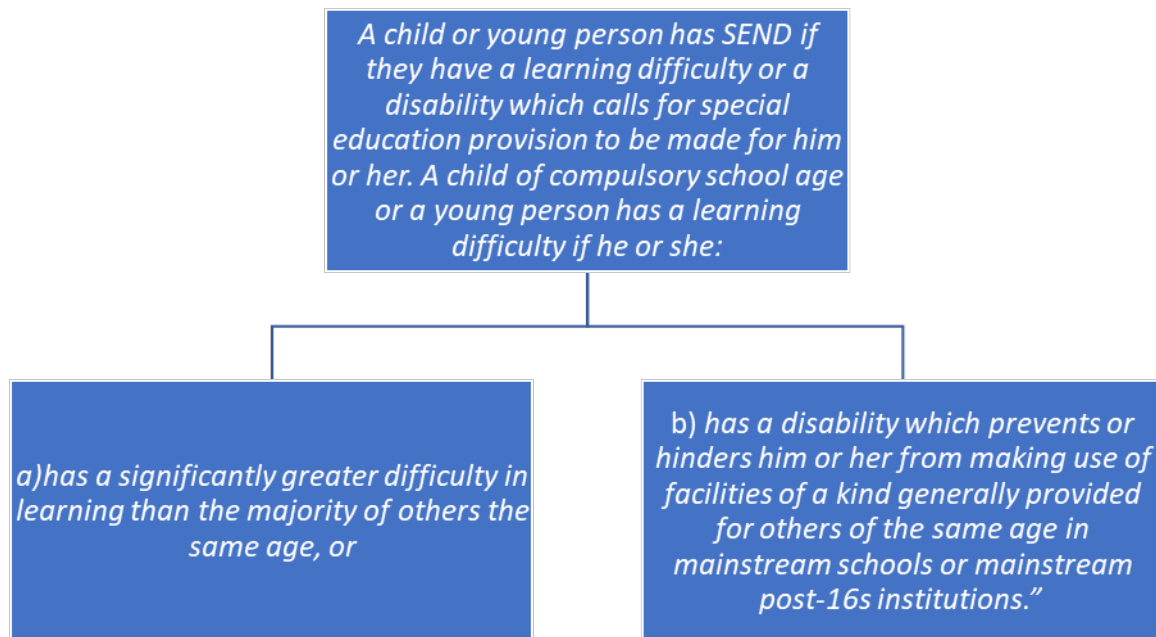 A child or young person has SEND if
they have a learning difficulty or a
disability which calls for special
education provision to be made for him
or her. A child of compulsory school age
or a young person has a learning
difficulty if he or she:
a)has a significantly greater difficulty in
learning than the majority of others the
same age, or
b) has a disability which prevents or
hinders him or her from making use of
facilities of a kind generally provided
for others of the same age in
mainstream schools or mainstream
post-16s institutions.”